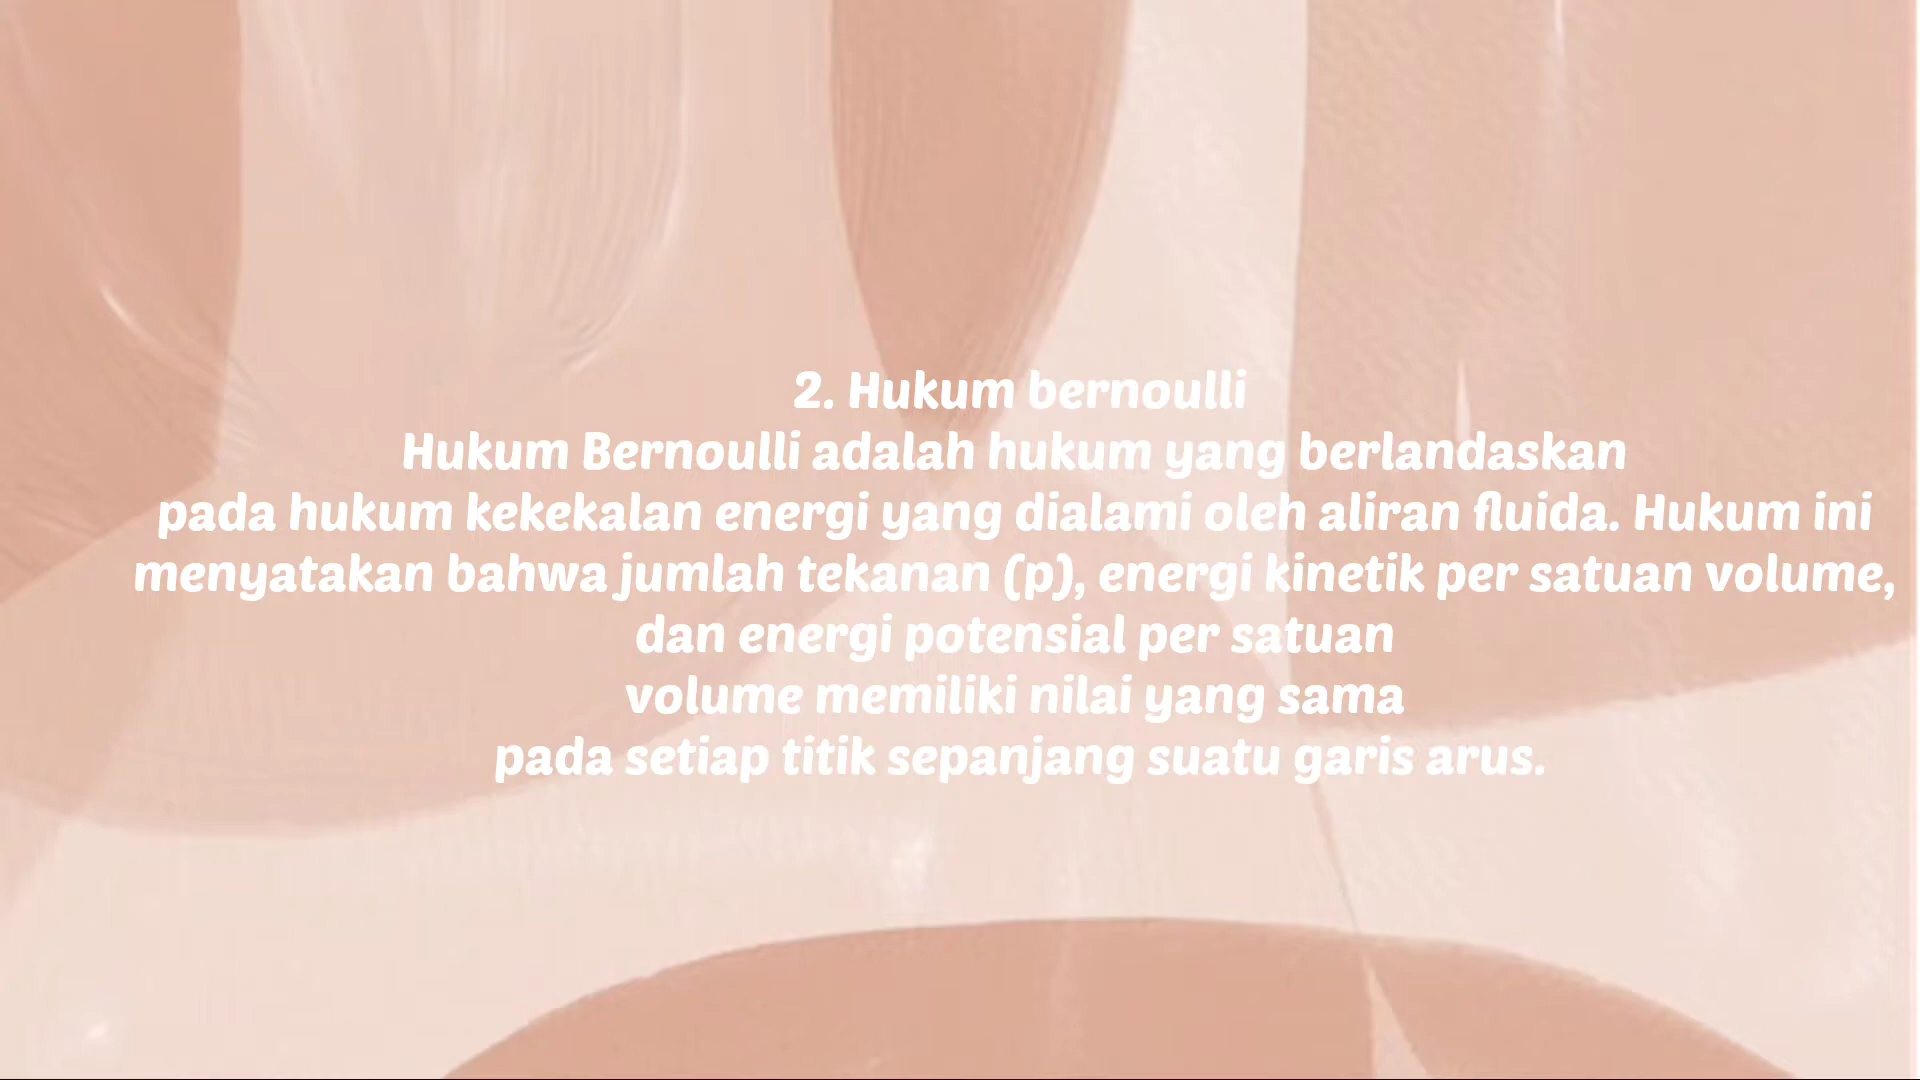 2. Hukum bernoulli
Hukum Bernoulli adalah hukum yang berlandaskan
pada hukum kekekalan energi yang dialami oleh aliran fluida. Hukum ini
menyatakan bahwa jumlah tekanan (p), energi kinetik per satuan volume,
dan energi potensial per satuan
volume memiliki nilai yang sama
pada setiap titik sepanjang suatu garis arus.